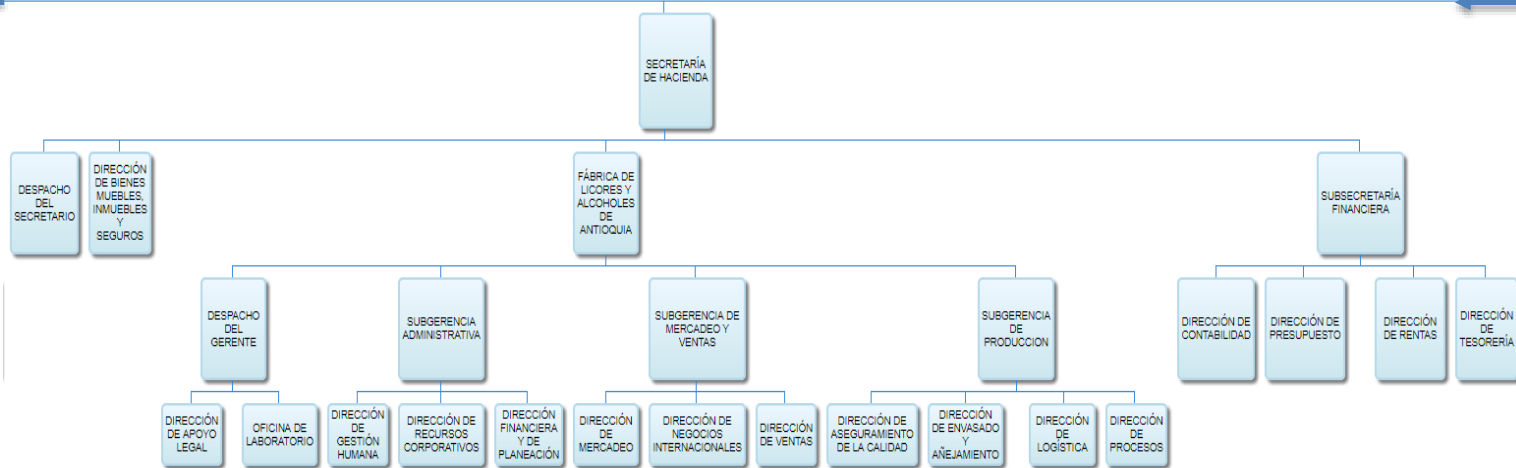 SECRETARÍA
DE HACIENDA
DESPACHO
DEL
SECRETARIO
DIRECCIÓN
DE BIENES
MUEBLES,
INMUEBLES
Y
SEGUROS
FÁBRICA DE
LICORES Y
ALCOHOLES
DE
ANTIOQUIA
SUBSECRETARÍA
FINANCIERA
DESPACHO
DEL
GERENTE
SUBGERENCIA
ADMINISTRATIVA
SUBGERENCIA DE
MERCADEO Y
VENTAS
SUBGERENCIA
DE
PRODUCCION
DIRECCIÓN DE
CONTABILIDAD
DIRECCIÓN DE
PRESUPUESTO
DIRECCIÓN
DE RENTAS
DIRECCIÓN
DE
TESORERÍA
DIRECCIÓN
DE APOYO
LEGAL
OFICINA DE
LABORATORIO
DIRECCIÓN
DE
GESTIÓN
HUMANA
DIRECCIÓN DE
RECURSOS
CORPORATIVOS
DIRECCIÓN
FINANCIERA
Y DE
PLANEACIÓN
DIRECCIÓN
DE
MERCADEO
DIRECCIÓN DE
NEGOCIOS
INTERNACIONALES
DIRECCIÓN
DE VENTAS
DIRECCIÓN DE
ASEGURAMIENTO
DE LA CALIDAD
DIRECCIÓN
DE ENVASADO
Y
AÑEJAMIENTO
DIRECCIÓN
DE
LOGÍSTICA
DIRECCIÓN
DE
PROCESOS